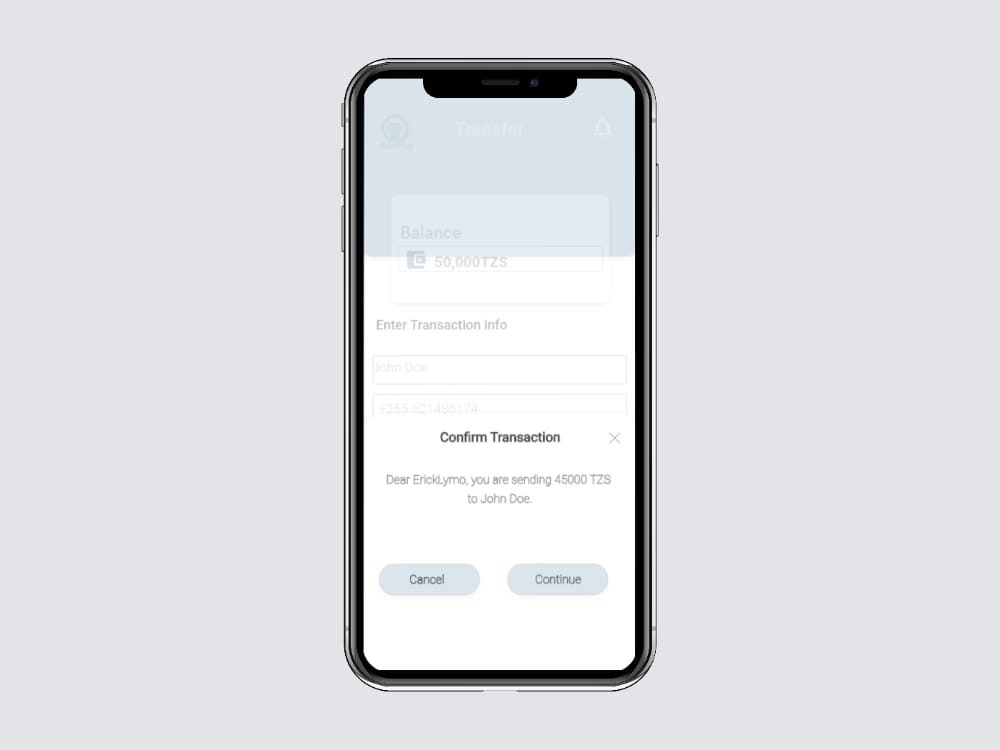 Transfer
Balance
50,000TZS
Enter Transaction info
John Doe
+255 621486174
Confirm Transaction
Dear ErickLymo, you are sending 45000 TZS
to John Doe.
Cancel
Continue